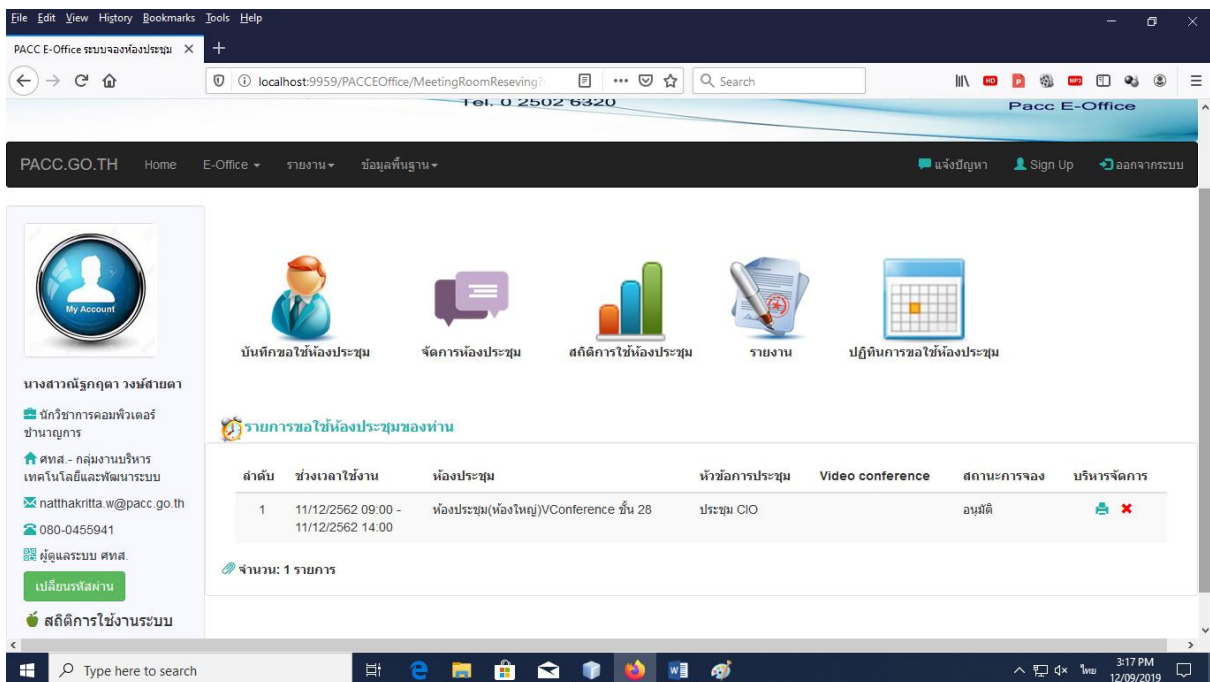 File Edit View History Bookmarks Tools Help
PACC E-Office ระบบจองห้องประชุม
localhost:9959/PACCEOffice/MeetingRoomReseving?
Search
Tel. 0 2502 6320
Pacc E-Office
PACC.GO.TH Home E-Office รายงาน ข้อมูลพื้นฐาน แจ้งปัญหา Sign Up ออกจากระบบ
My Account
บันทึกขอใช้ห้องประชุม จัดการห้องประชุม สถิติการใช้ห้องประชุม รายงาน ปฏิทินการขอใช้ห้องประชุม
นางสาวณัฐกฤตา วงษ์สายตา
นักวิชาการคอมพิวเตอร์
ชำนาญการ
ศทส.- กลุ่มงานบริหาร
เทคโนโลยีและพัฒนาระบบ
natthakritta.w@pacc.go.th
080-0455941
ผู้ดูแลระบบ ศทส.
เปลี่ยนรหัสผ่าน
สถิติการใช้งานระบบ
รายการขอใช้ห้องประชุมของท่าน
ลำดับ ช่วงเวลาใช้งาน ห้องประชุม หัวข้อการประชุม Video conference สถานะการจอง บริหารจัดการ
1 11/12/2562 09:00 - ห้องประชุม(ห้องใหญ่)VConference ชั้น 28 ประชุม CIO อนุมัติ
11/12/2562 14:00
จำนวน: 1 รายการ
Type here to search
ไทย
3:17 PM
12/09/2019